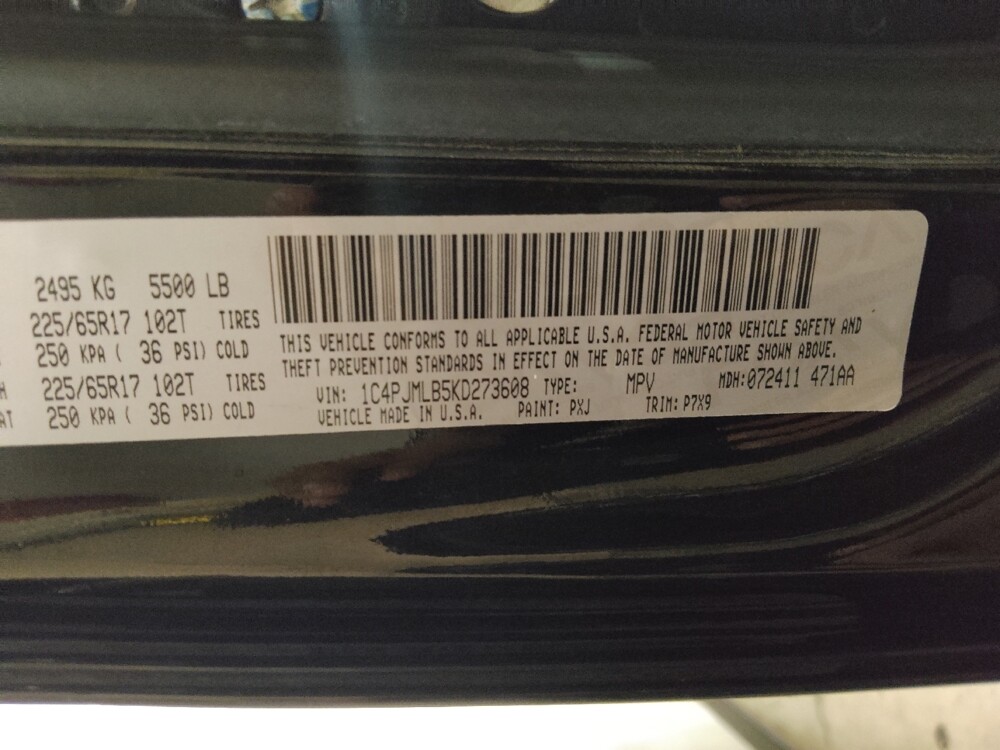 2495 KG 5500 LB
225/65R17 102T TIRES
250 KPA ( 36 PSI) COLD
225/65R17 102T TIRES
250 KPA ( 36 PSI) COLD
THIS VEHICLE CONFORMS TO ALL APPLICABLE U.S.A. FEDERAL MOTOR VEHICLE SAFETY AND
THEFT PREVENTION STANDARDS IN EFFECT ON THE DATE OF MANUFACTURE SHOWN ABOVE.
VIN: 1C4PJMLB5KD273608 TYPE: MPV MDH:072411 471AA
VEHICLE MADE IN U.S.A. PAINT: PXJ TRIM: P7X9